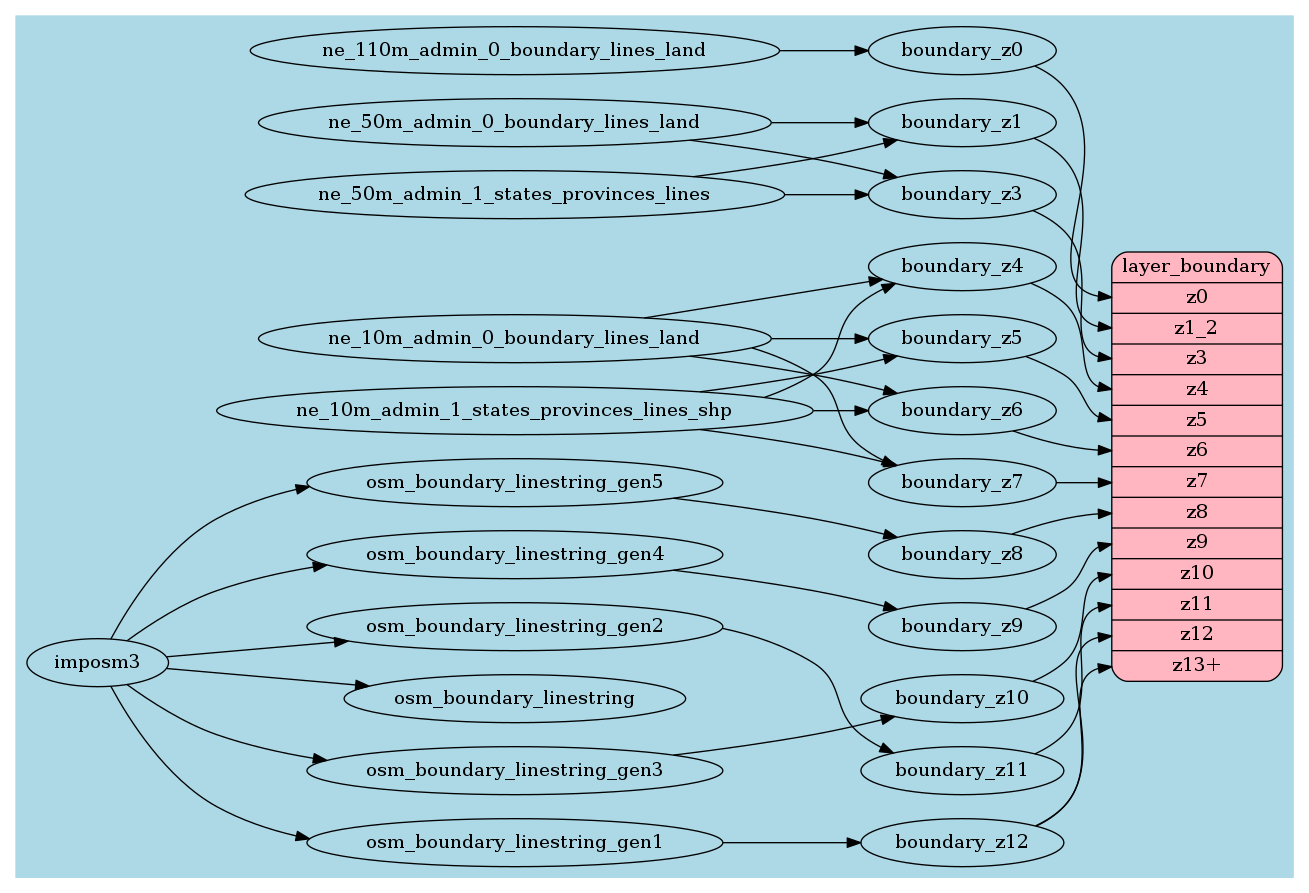 ne_110m_admin_0_boundary_lines_land
boundary_z0
ne_50m_admin_0_boundary_lines_land
boundary_z1
ne_50m_admin_1_states_provinces_lines
boundary_z3
boundary_z4
ne_10m_admin_0_boundary_lines_land
boundary_z5
ne_10m_admin_1_states_provinces_lines_shp
boundary_z6
osm_boundary_linestring_gen5
boundary_z7
osm_boundary_linestring_gen4
boundary_z8
osm_boundary_linestring_gen2
boundary_z9
imposm3
osm_boundary_linestring
boundary_z10
osm_boundary_linestring_gen3
boundary_z11
osm_boundary_linestring_gen1
boundary_z12
layer_boundary
z0
z1_2
z3
z4
z5
z6
z7
z8
z9
z10
z11
z12
z13+